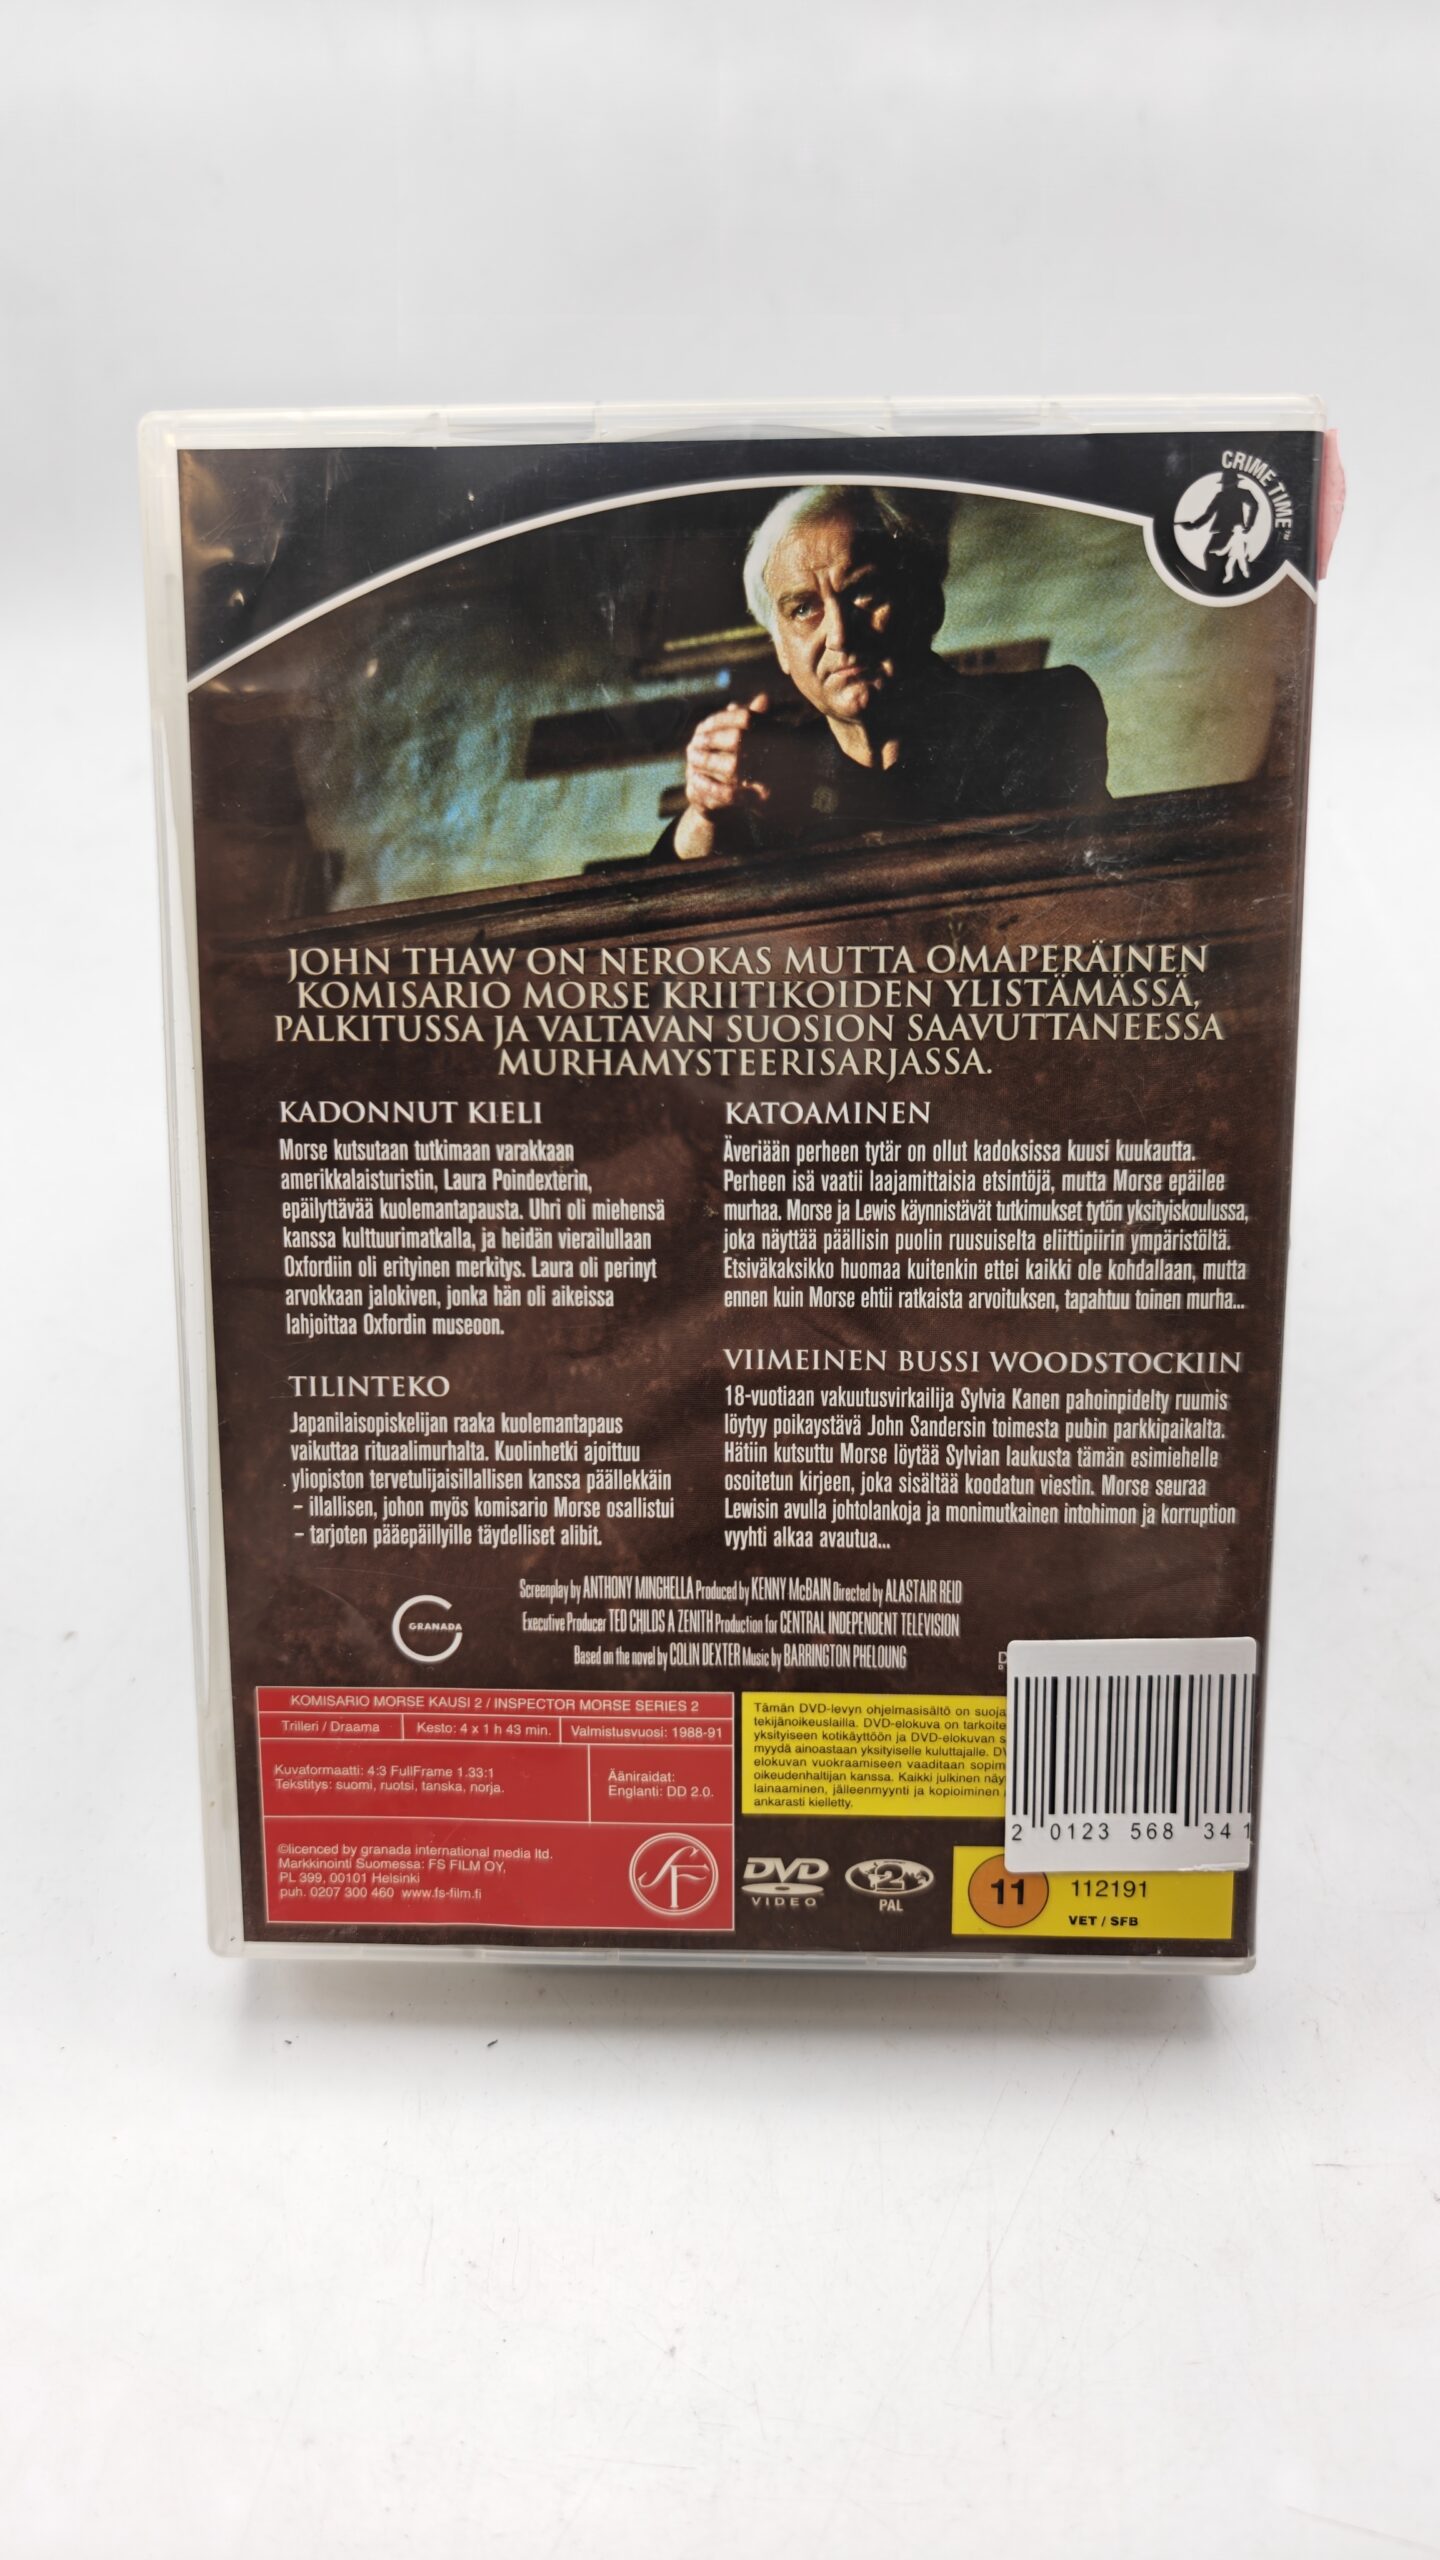 CRIME TIME™
JOHN THAW ON NEROKAS MUTTA OMAPERÄINEN
KOMISARIO MORSE KRIITIKOIDEN YLISTÄMÄSSÄ,
PALKITUSSA JA VALTAVAN SUOSION SAAVUTTANEESSA
MURHAMYSTEERISARJASSA.
KADONNUT KIELI
Morse kutsutaan tutkimaan varakkaan
amerikkalaisturistin, Laura Poindexterin,
epäilyttävää kuolemantapausta. Uhri oli miehensä
kanssa kulttuurimatkalla, ja heidän vierailullaan
Oxfordiin oli erityinen merkitys. Laura oli perinyt
arvokkaan jalokiven, jonka hän oli aikeissa
lahjoittaa Oxfordin museoon.
TILINTEKO
Japanilaisopiskelijan raaka kuolemantapaus
vaikuttaa rituaalimurhalta. Kuolinhetki ajoittuu
yliopiston tervetulijaisillallisen kanssa päällekkäin
– illallisen, johon myös komisario Morse osallistui
– tarjoten pääepäillyille täydelliset alibit.
KATOAMINEN
Äveriään perheen tytär on ollut kadoksissa kuusi kuukautta.
Perheen isä vaatii laajamittaisia etsintöjä, mutta Morse epäilee
murhaa. Morse ja Lewis käynnistävät tutkimukset tytön yksityiskoulussa,
joka näyttää päällisin puolin ruusuiselta eliittipiirin ympäristöltä.
Etsiväkaksikko huomaa kuitenkin ettei kaikki ole kohdallaan, mutta
ennen kuin Morse ehtii ratkaista arvoituksen, tapahtuu toinen murha...
VIIMEINEN BUSSI WOODSTOCKIIN
18-vuotiaan vakuutusvirkailija Sylvia Kanen pahoinpidelty ruumis
löytyy poikaystävä John Sandersin toimesta pubin parkkipaikalta.
Hätiin kutsuttu Morse löytää Sylvian laukusta tämän esimiehelle
osoitetun kirjeen, joka sisältää koodatun viestin. Morse seuraa
Lewisin avulla johtolankoja ja monimutkainen intohimon ja korruption
vyyhti alkaa avautua...
Screenplay by ANTHONY MINGHELLA Produced by KENNY McBAIN Directed by ALASTAIR REID
Executive Producer TED CHILDS A ZENITH Production for CENTRAL INDEPENDENT TELEVISION
Based on the novel by COLIN DEXTER Music by BARRINGTON PHELOUNG
GRANADA
KOMISARIO MORSE KAUSI 2 / INSPECTOR MORSE SERIES 2
Trilleri / Draama
Kesto: 4 x 1 h 43 min.
Valmistusvuosi: 1988-91
Kuvaformaatti: 4:3 FullFrame 1.33:1
Tekstitys: suomi, ruotsi, tanska, norja.
Ääniraidat:
Englanti: DD 2.0.
©licenced by granada international media ltd.
Markkinointi Suomessa: FS FILM OY,
PL 399, 00101 Helsinki
puh. 0207 300 460 www.fs-film.fi
SF
Tämän DVD-levyn ohjelmasisältö on suoja
tekijänoikeuslailla. DVD-elokuva on tarkoite
yksityiseen kotikäyttöön ja DVD-elokuvan s
myydä ainoastaan yksityiselle kuluttajalle. DV
elokuvan vuokraamiseen vaaditaan sopim
oikeudenhaltijan kanssa. Kaikki julkinen näy
lainaaminen, jälleenmyynti ja kopioiminen
ankarasti kielletty.
2 0123 568 341
DVD
VIDEO
2
PAL
11
112191
VET / SFB